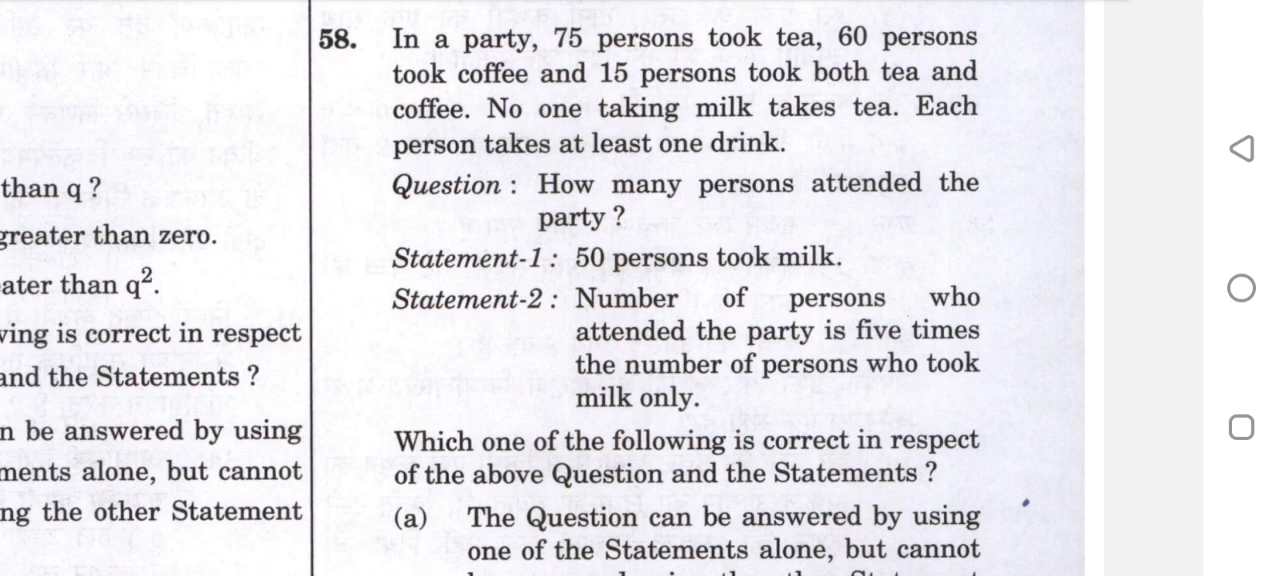 than q ?
greater than zero.
ater than q².
ving is correct in respect
and the Statements ?
n be answered by using
ments alone, but cannot
ng the other Statement
58. In a party, 75 persons took tea, 60 persons
took coffee and 15 persons took both tea and
coffee. No one taking milk takes tea. Each
person takes at least one drink.
Question : How many persons attended the
party ?
Statement-1 : 50 persons took milk.
Statement-2 : Number of persons who
attended the party is five times
the number of persons who took
milk only.
Which one of the following is correct in respect
of the above Question and the Statements ?
(a) The Question can be answered by using
one of the Statements alone, but cannot